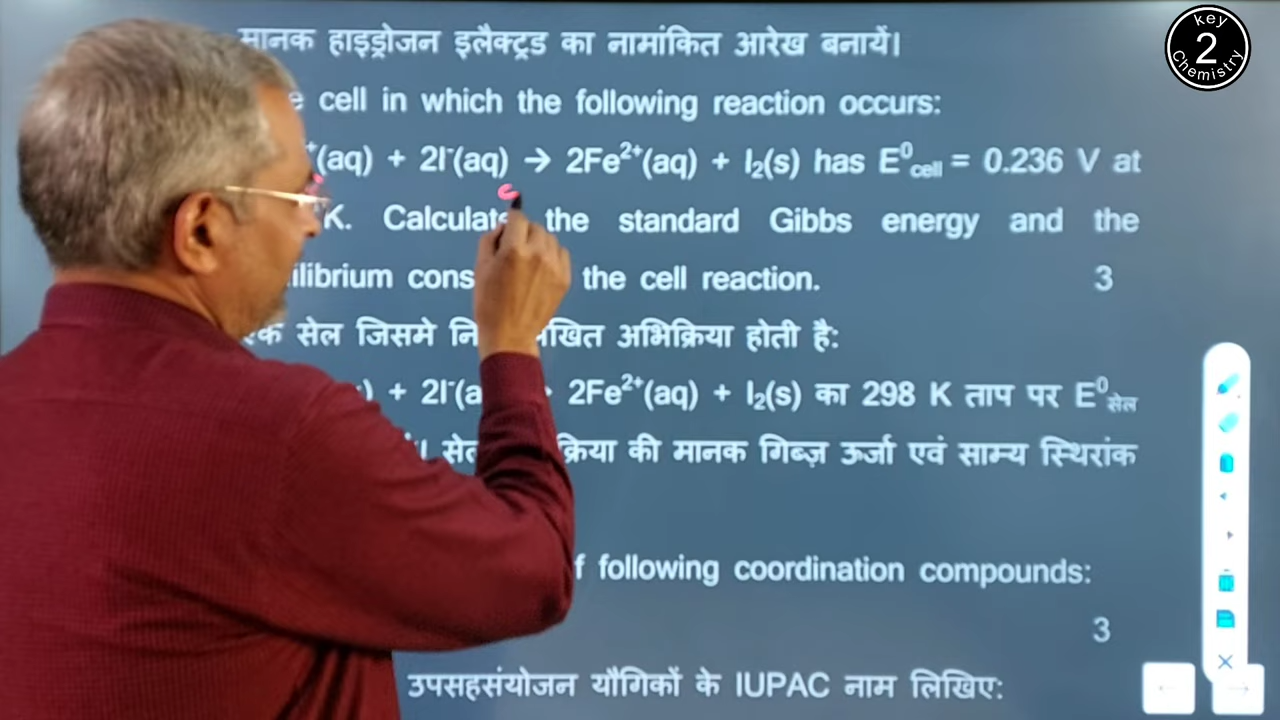 मानक हाइड्रोजन इलैक्ट्रड का नामांकित आरेख बनायें।
key 2 Chemistry
cell in which the following reaction occurs:
(aq) + 2I⁻(aq) → 2Fe²⁺(aq) + I₂(s) has E⁰cell = 0.236 V at
K. Calculate the standard Gibbs energy and the
the cell reaction. 3
सेल जिसमे अभिक्रिया होती है:
+ 2I⁻ 2Fe²⁺(aq) + I₂(s) का 298 K ताप पर E⁰सेल
की मानक गिब्ज़ ऊर्जा एवं साम्य स्थिरांक
following coordination compounds:
3
उपसहसंयोजन यौगिकों के IUPAC नाम लिखिए: